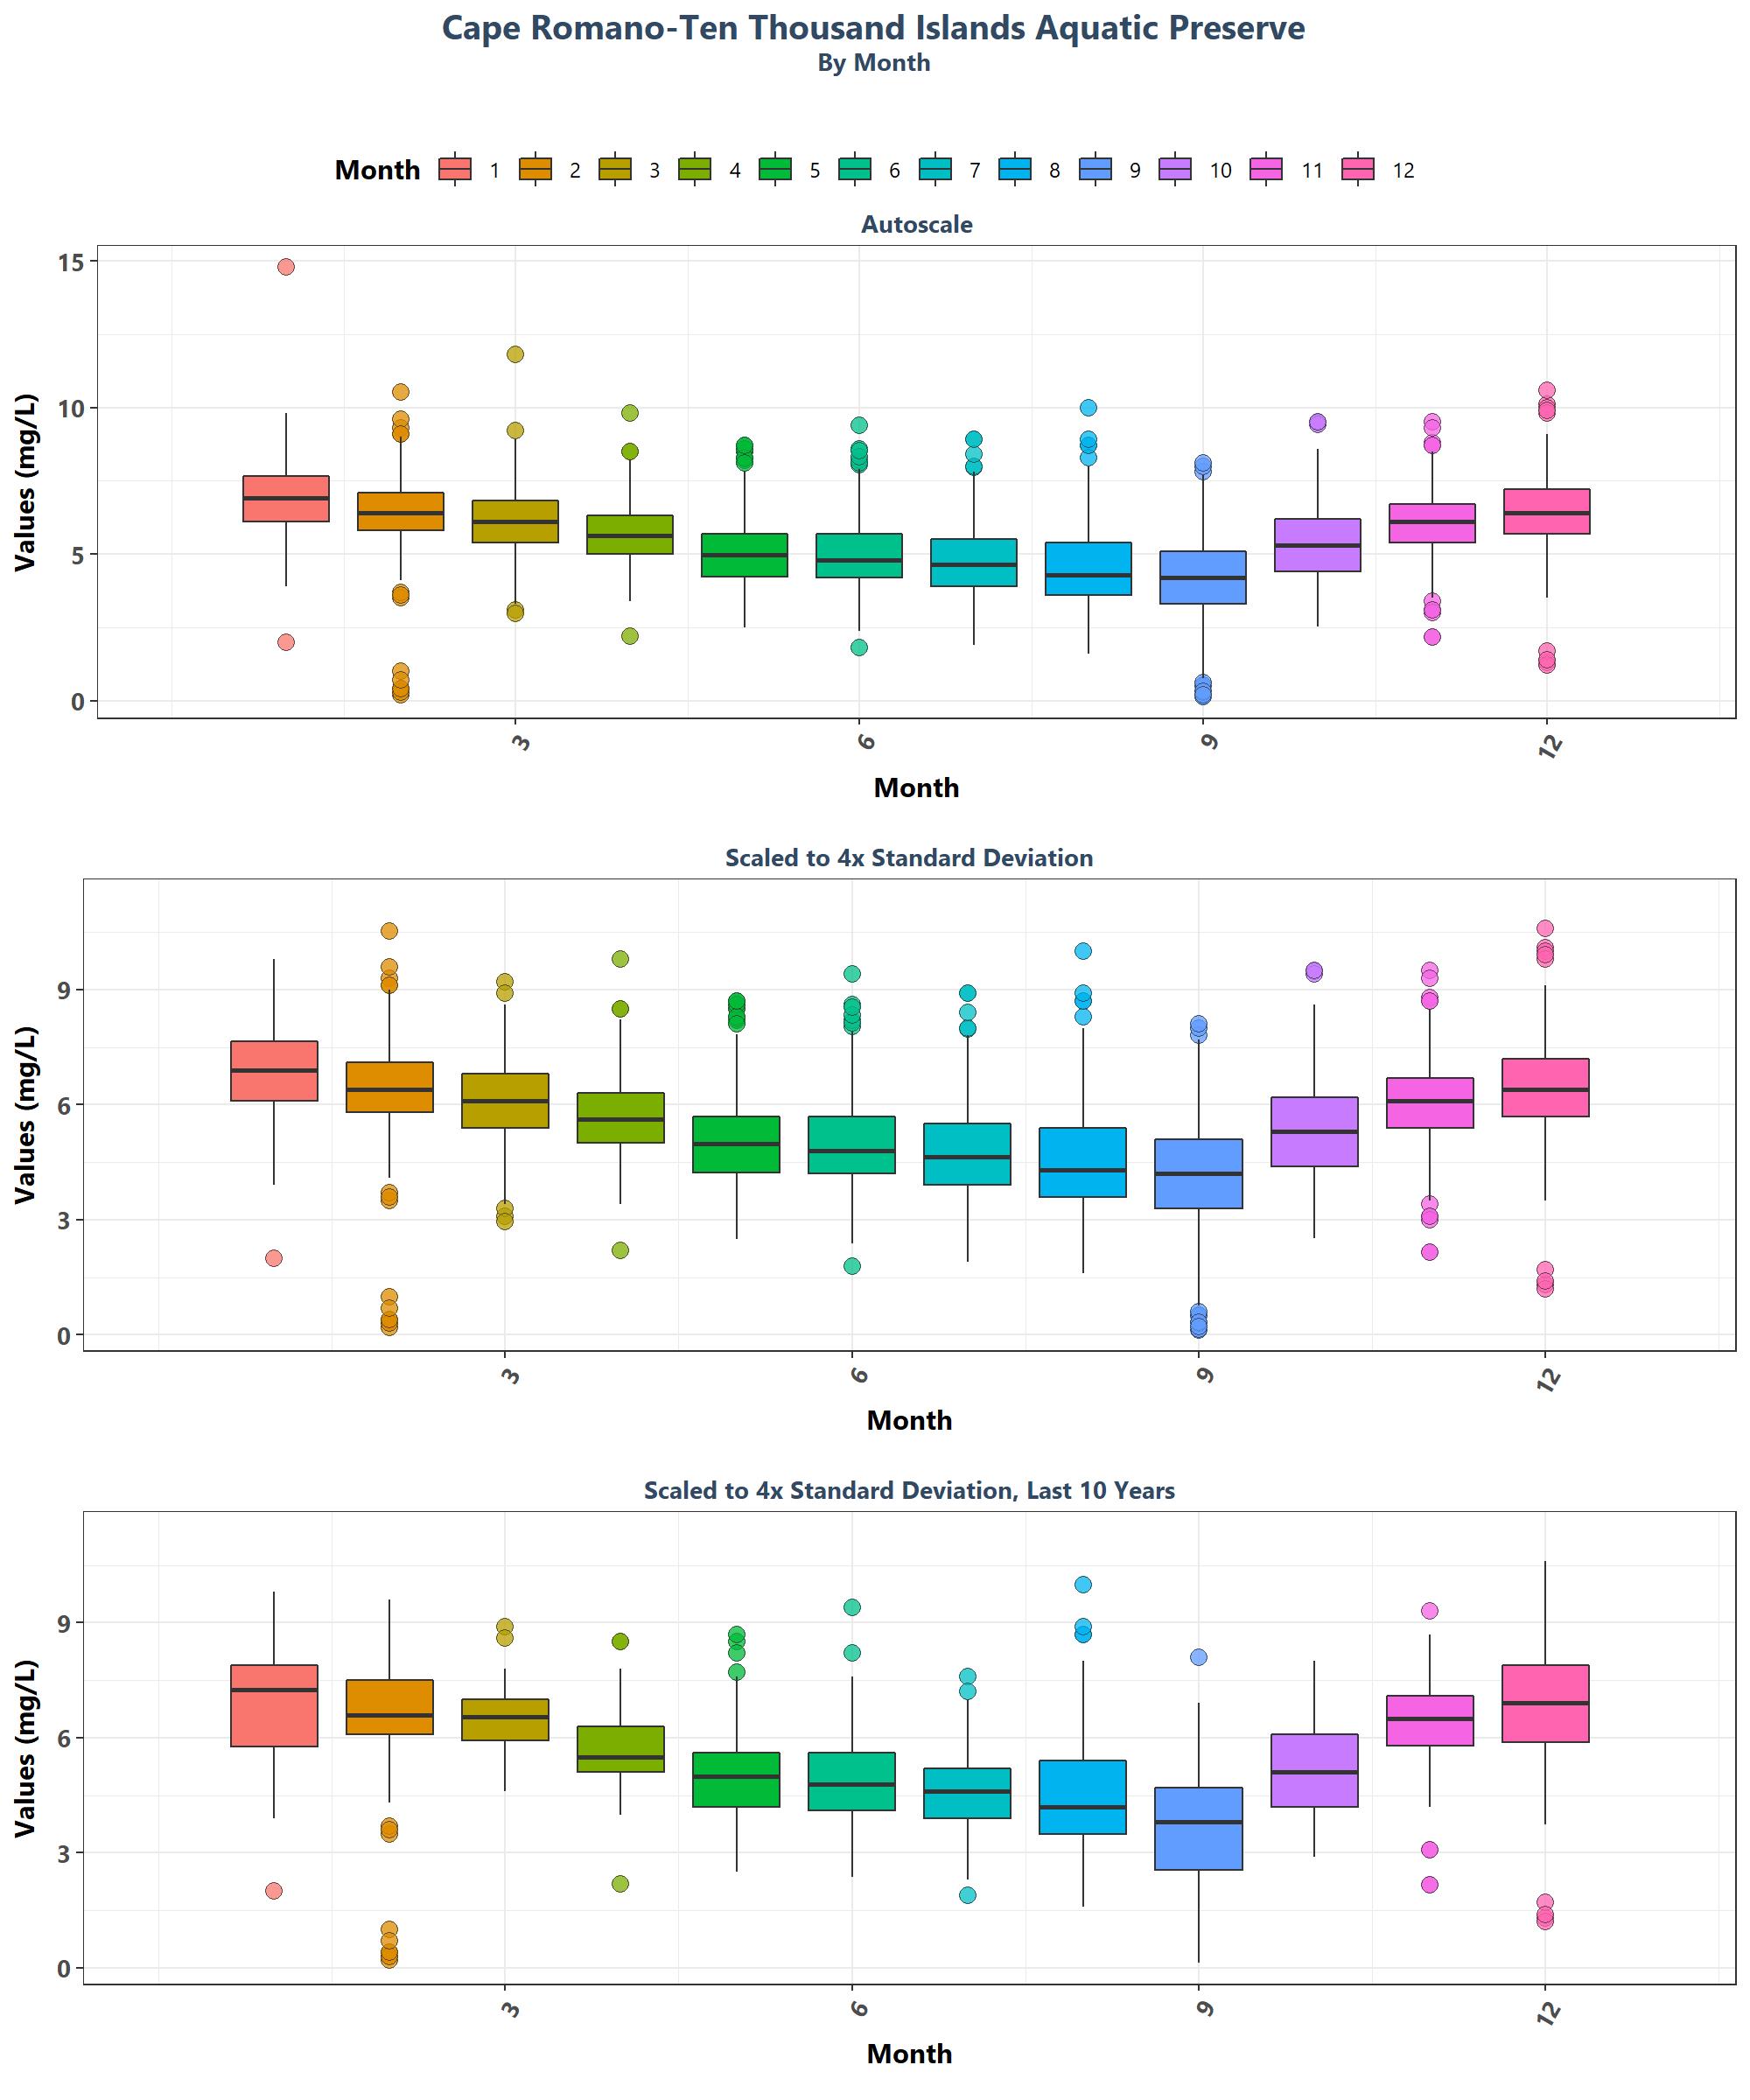 Cape Romano-Ten Thousand Islands Aquatic Preserve
By Month
Month 1 2 3 4 5 6 7 8 9 10 11 12
Autoscale
Values (mg/L)
15
10
5
0
3 6 9 12
Month
Scaled to 4x Standard Deviation
Values (mg/L)
9
6
3
0
3 6 9 12
Month
Scaled to 4x Standard Deviation, Last 10 Years
Values (mg/L)
9
6
3
0
3 6 9 12
Month